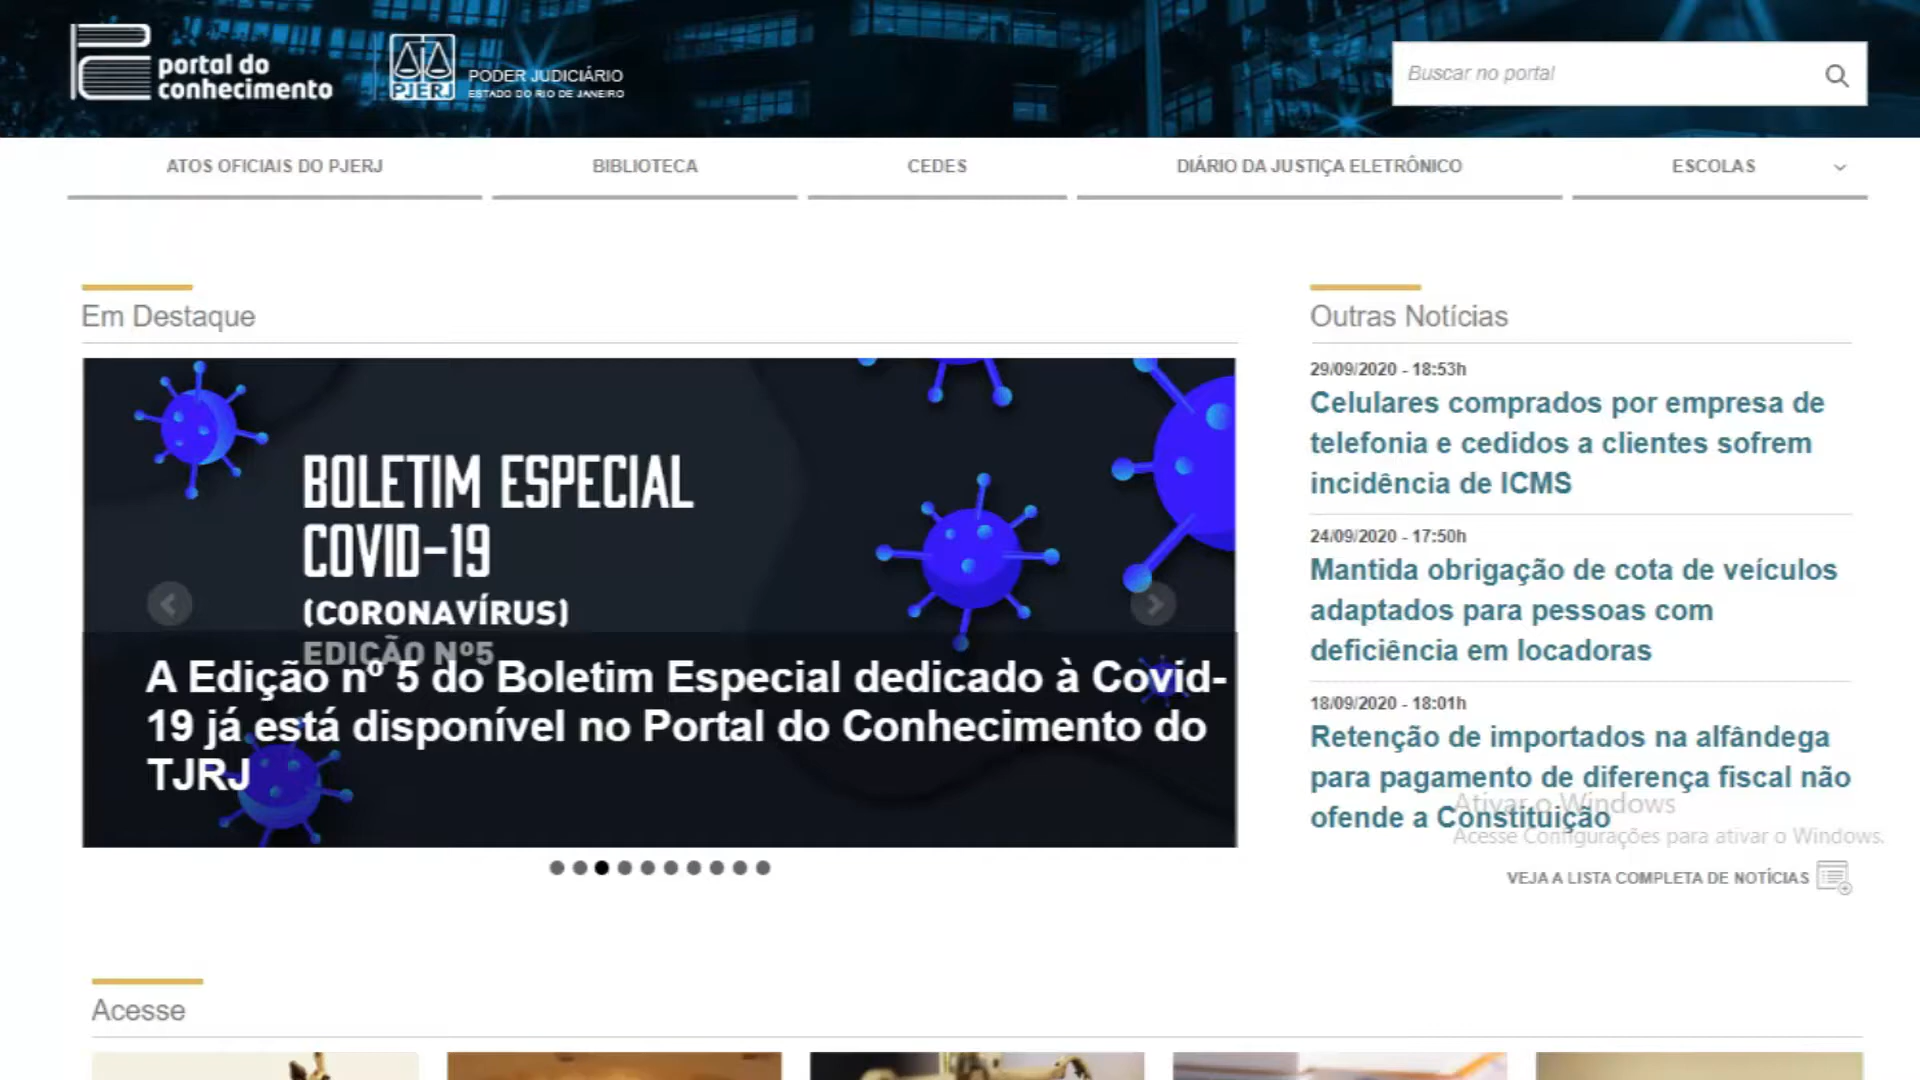 portal do
conhecimento
PJERJ
PODER JUDICIÁRIO
ESTADO DO RIO DE JANEIRO
Buscar no portal
ATOS OFICIAIS DO PJERJ
BIBLIOTECA
CEDES
DIÁRIO DA JUSTIÇA ELETRÔNICO
ESCOLAS
Em Destaque
BOLETIM ESPECIAL
COVID-19
(CORONAVÍRUS)
EDIÇÃO Nº5
A Edição nº 5 do Boletim Especial dedicado à Covid-
19 já está disponível no Portal do Conhecimento do
TJRJ
Outras Notícias
29/09/2020 - 18:53h
Celulares comprados por empresa de
telefonia e cedidos a clientes sofrem
incidência de ICMS
24/09/2020 - 17:50h
Mantida obrigação de cota de veículos
adaptados para pessoas com
deficiência em locadoras
18/09/2020 - 18:01h
Retenção de importados na alfândega
para pagamento de diferença fiscal não
ofende a Constituição
Ativar o Windows
Acesse Configurações para ativar o Windows.
VEJA A LISTA COMPLETA DE NOTÍCIAS
Acesse